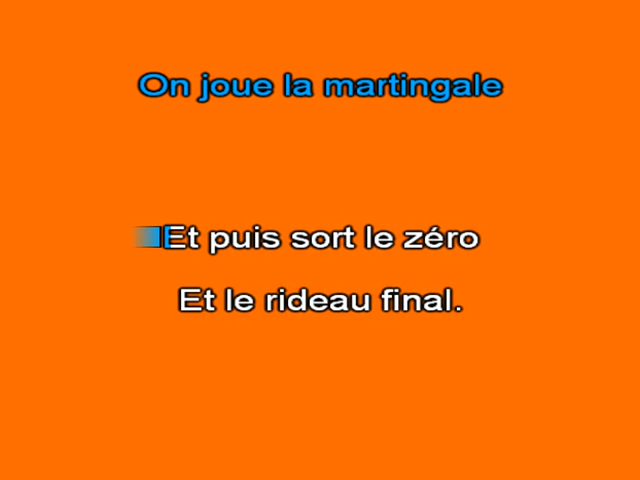 On joue la martingale
Et puis sort le zéro
Et le rideau final.